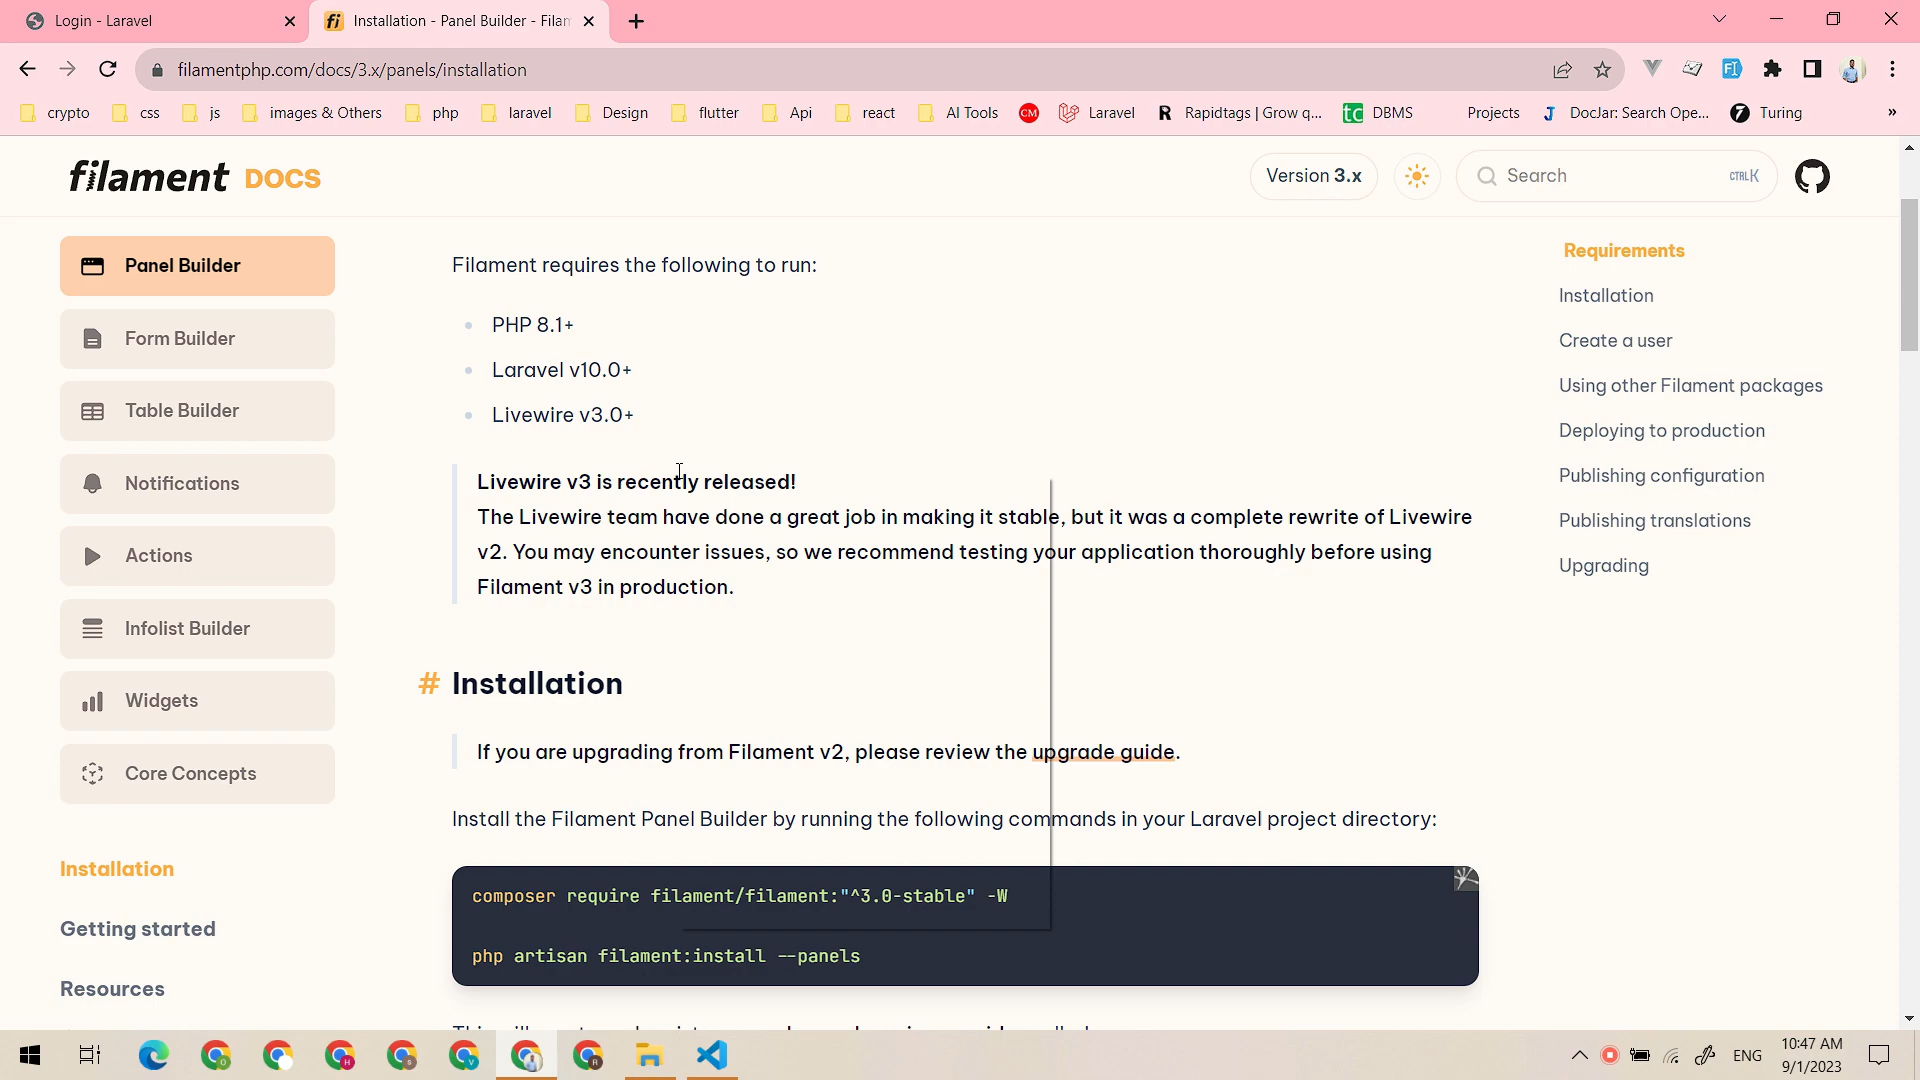 Login - Laravel
Installation - Panel Builder - Filam
filamentphp.com/docs/3.x/panels/installation
crypto
css
js
images & Others
php
laravel
Design
flutter
Api
react
AI Tools
CM
Laravel
R
Rapidtags | Grow q...
tc
DBMS
Projects
J
DocJar: Search Ope...
Turing
»
filament DOCS
Version 3.x
Search
CTRL K
Panel Builder
Form Builder
Table Builder
Notifications
Actions
Infolist Builder
Widgets
Core Concepts
Installation
Getting started
Resources
Filament requires the following to run:
PHP 8.1+
Laravel v10.0+
Livewire v3.0+
Livewire v3 is recently released!
The Livewire team have done a great job in making it stable, but it was a complete rewrite of Livewire
v2. You may encounter issues, so we recommend testing your application thoroughly before using
Filament v3 in production.
# Installation
If you are upgrading from Filament v2, please review the upgrade guide.
Install the Filament Panel Builder by running the following commands in your Laravel project directory:
composer require filament/filament:"^3.0-stable" -W
php artisan filament:install --panels
Requirements
Installation
Create a user
Using other Filament packages
Deploying to production
Publishing configuration
Publishing translations
Upgrading
ENG
10:47 AM
9/1/2023